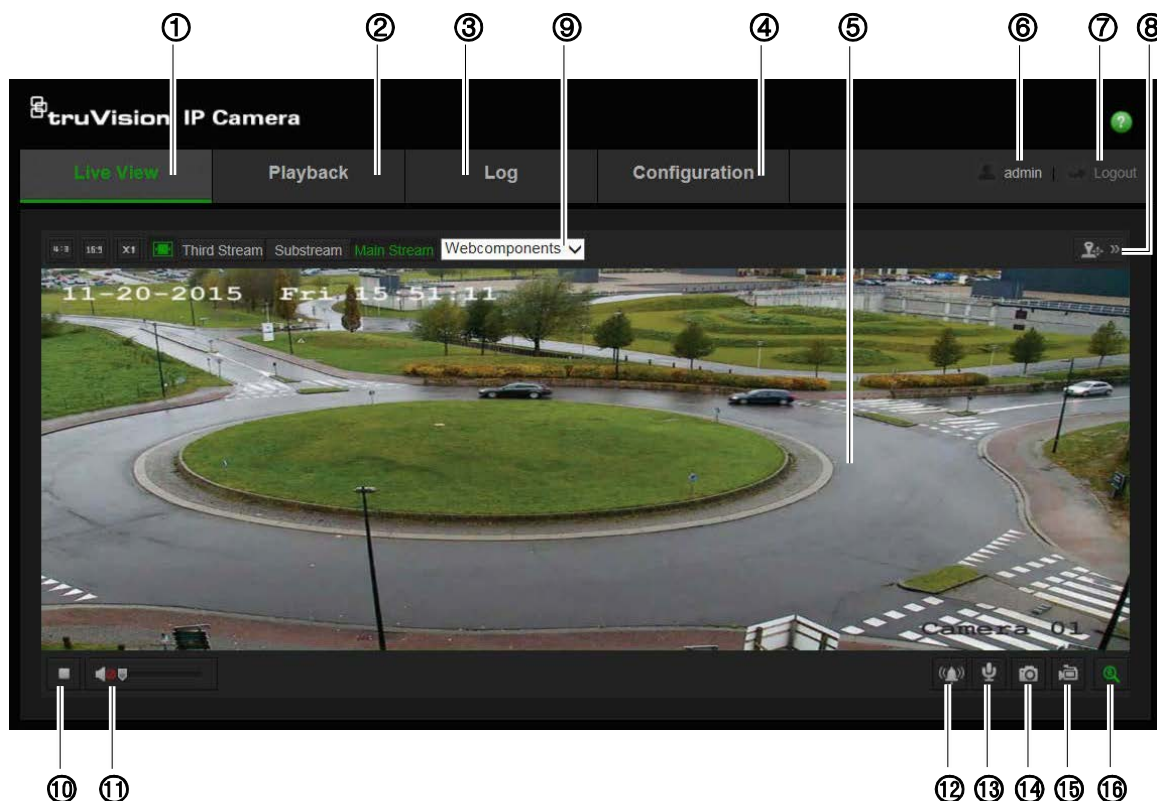 ① ② ③ ⑨ ④ ⑤ ⑥ ⑦ ⑧
truVision IP Camera
?
Live View Playback Log Configuration admin | Logout
4:3 16:9 X1 Third Stream Substream Main Stream Webcomponents »
11-20-2015 Fri 15:51:11
Camera 01
⑩ ⑪ ⑫ ⑬ ⑭ ⑮ ⑯